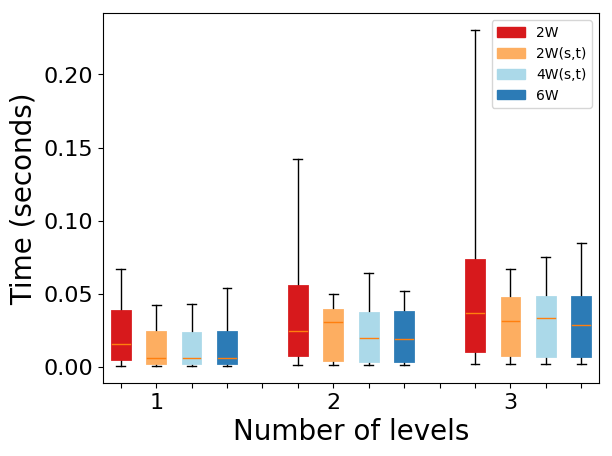 2W
2W(s,t)
4W(s,t)
6W
Time (seconds)
0.20
0.15
0.10
0.05
0.00
1 2 3
Number of levels